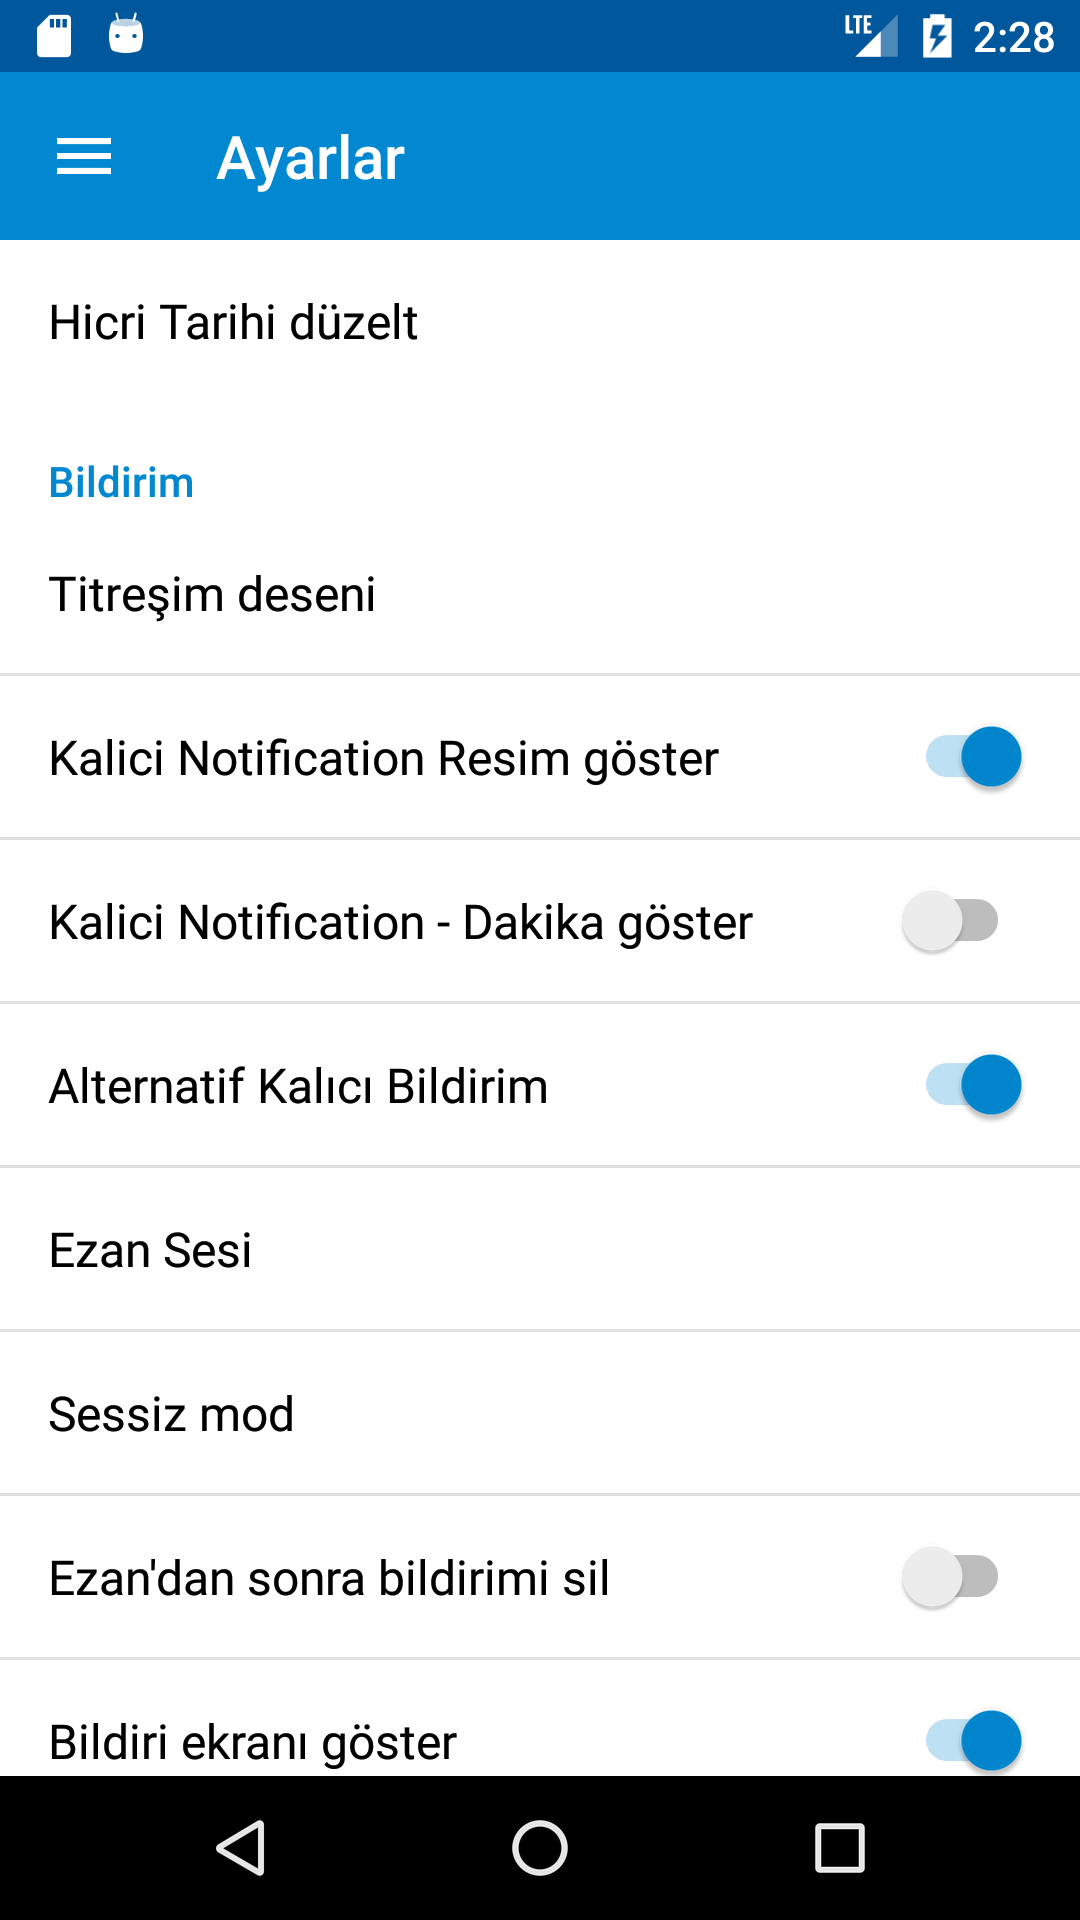 LTE 2:28
Ayarlar
Hicri Tarihi düzelt
Bildirim
Titreşim deseni
Kalici Notification Resim göster
Kalici Notification - Dakika göster
Alternatif Kalıcı Bildirim
Ezan Sesi
Sessiz mod
Ezan'dan sonra bildirimi sil
Bildiri ekranı göster